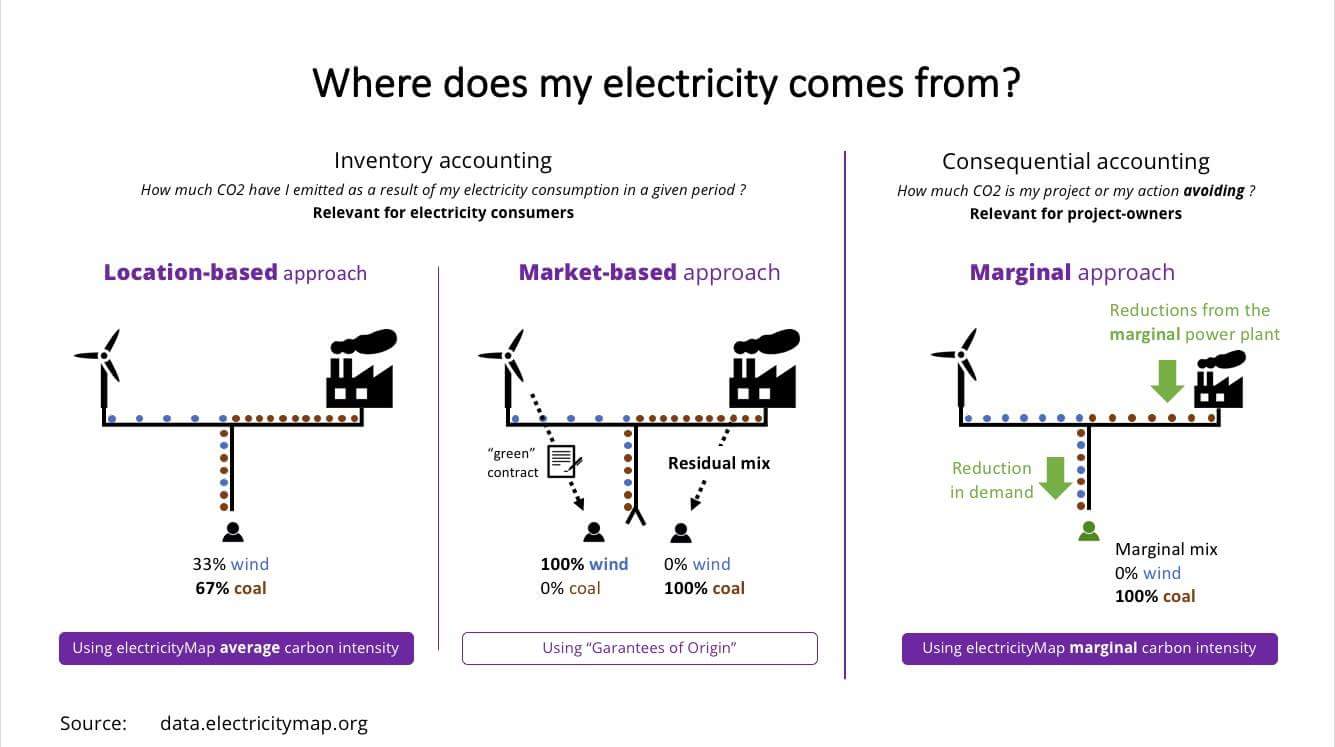 Where does my electricity comes from?
Inventory accounting
How much CO2 have I emitted as a result of my electricity consumption in a given period ?
Relevant for electricity consumers
Location-based approach
33% wind
67% coal
Using electricityMap average carbon intensity
Market-based approach
"green"
contract
Residual mix
100% wind
0% coal
0% wind
100% coal
Using "Garantees of Origin"
Consequential accounting
How much CO2 is my project or my action avoiding ?
Relevant for project-owners
Marginal approach
Reductions from the
marginal power plant
Reduction
in demand
Marginal mix
0% wind
100% coal
Using electricityMap marginal carbon intensity
Source: data.electricitymap.org